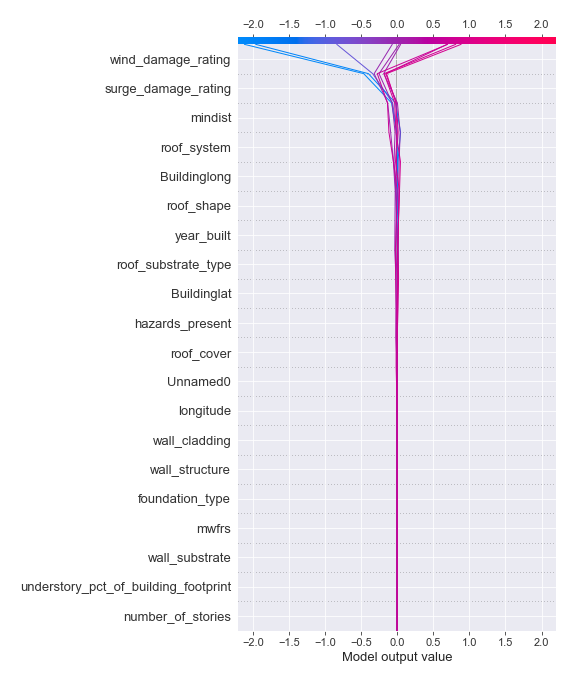 −2.0 −1.5 −1.0 −0.5 0.0 0.5 1.0 1.5 2.0
wind_damage_rating
surge_damage_rating
mindist
roof_system
Buildinglong
roof_shape
year_built
roof_substrate_type
Buildinglat
hazards_present
roof_cover
Unnamed0
longitude
wall_cladding
wall_structure
foundation_type
mwfrs
wall_substrate
understory_pct_of_building_footprint
number_of_stories
−2.0 −1.5 −1.0 −0.5 0.0 0.5 1.0 1.5 2.0
Model output value